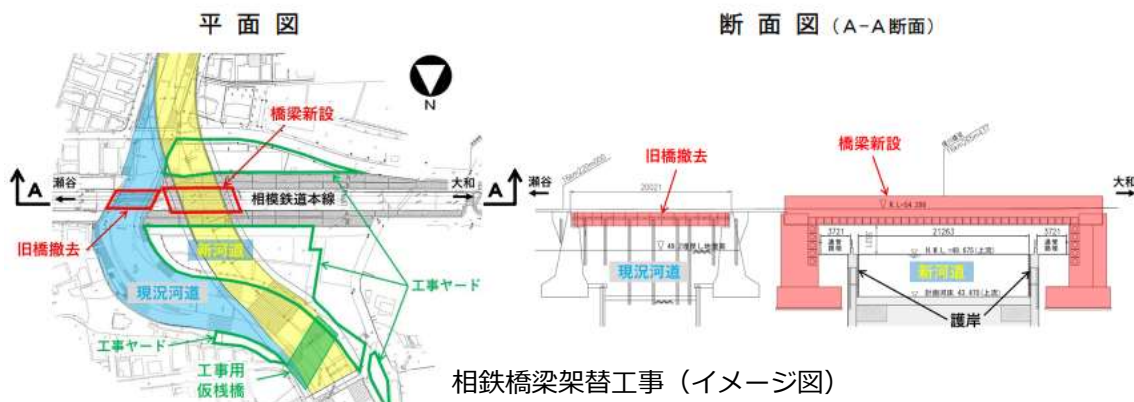 平面図
断面図(A-A断面)
N
橋梁新設
A
瀬谷
大和
A
相模鉄道本線
旧橋撤去
新河道
現況河道
工事ヤード
工事ヤード
工事用
仮桟橋
旧橋撤去
橋梁新設
瀬谷
大和
20021
3721
21263
3721
現況河道
新河道
護岸
相鉄橋梁架替工事(イメージ図)